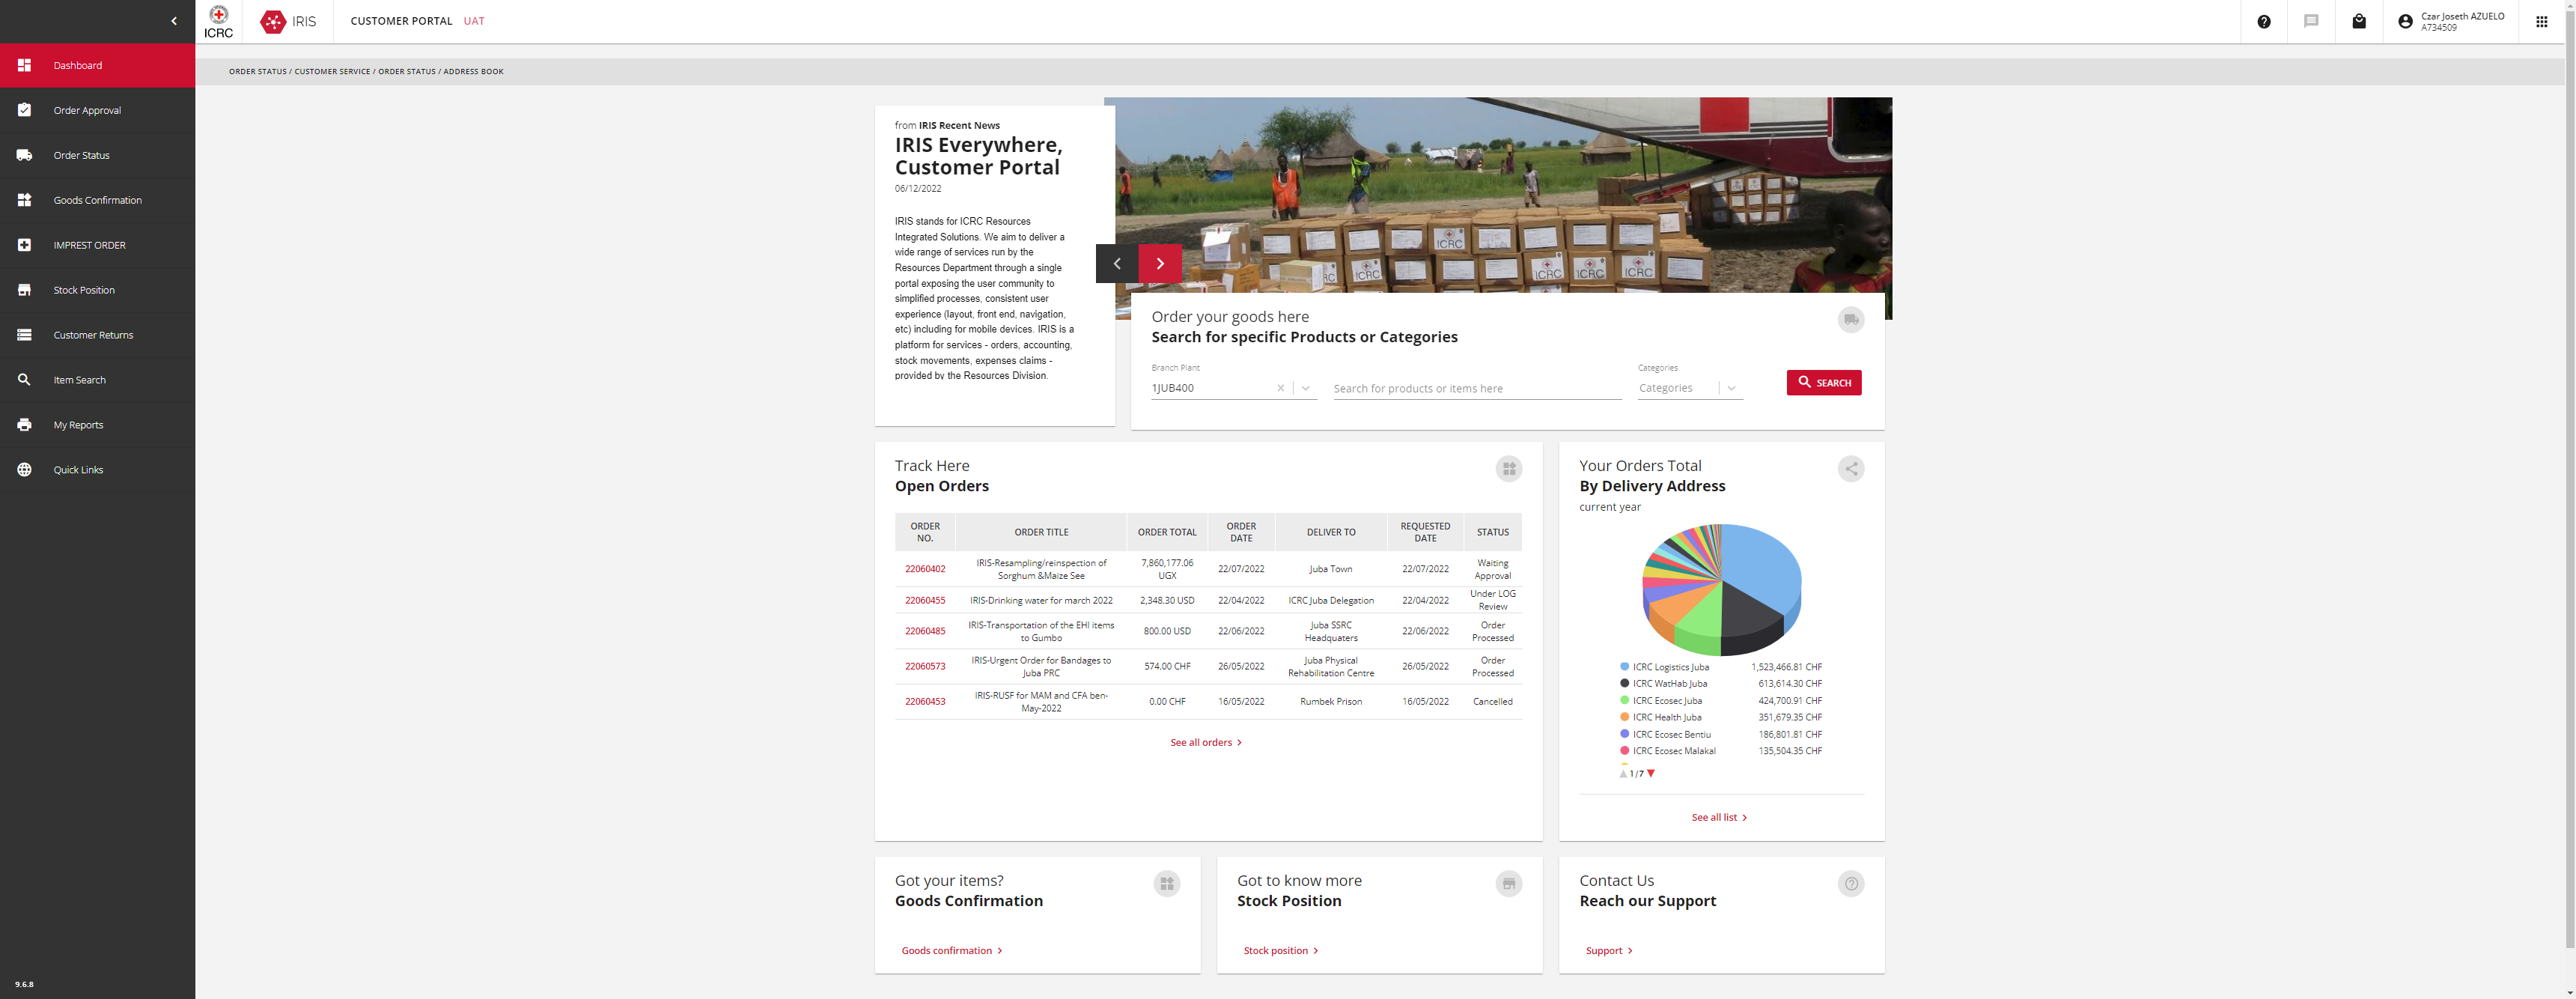 ICRC
IRIS
CUSTOMER PORTAL UAT
Czar Joseth AZUELO
A734509
Dashboard
Order Approval
Order Status
Goods Confirmation
IMPREST ORDER
Stock Position
Customer Returns
Item Search
My Reports
Quick Links
9.6.8
ORDER STATUS / CUSTOMER SERVICE / ORDER STATUS / ADDRESS BOOK
from IRIS Recent News
IRIS Everywhere,
Customer Portal
06/12/2022
IRIS stands for ICRC Resources
Integrated Solutions. We aim to deliver a
wide range of services run by the
Resources Department through a single
portal exposing the user community to
simplified processes, consistent user
experience (layout, front end, navigation,
etc) including for mobile devices. IRIS is a
platform for services - orders, accounting,
stock movements, expenses claims -
provided by the Resources Division.
ICRC
ICRC
ICRC
ICRC
ICRC
Order your goods here
Search for specific Products or Categories
Branch Plant
1JUB400
Search for products or items here
Categories
Categories
SEARCH
Track Here
Open Orders
ORDER NO. ORDER TITLE ORDER TOTAL ORDER DATE DELIVER TO REQUESTED DATE STATUS
22060402 IRIS-Resampling/reinspection of Sorghum &Maize See 7,860,177.06 UGX 22/07/2022 Juba Town 22/07/2022 Waiting Approval
22060455 IRIS-Drinking water for march 2022 2,348.30 USD 22/04/2022 ICRC Juba Delegation 22/04/2022 Under LOG Review
22060485 IRIS-Transportation of the EHI items to Gumbo 800.00 USD 22/06/2022 Juba SSRC Headquaters 22/06/2022 Order Processed
22060573 IRIS-Urgent Order for Bandages to Juba PRC 574.00 CHF 26/05/2022 Juba Physical Rehabilitation Centre 26/05/2022 Order Processed
22060453 IRIS-RUSF for MAM and CFA ben-May-2022 0.00 CHF 16/05/2022 Rumbek Prison 16/05/2022 Cancelled
See all orders
Your Orders Total
By Delivery Address
current year
ICRC Logistics Juba 1,523,466.81 CHF
ICRC WatHab Juba 613,614.30 CHF
ICRC Ecosec Juba 424,700.91 CHF
ICRC Health Juba 351,679.35 CHF
ICRC Ecosec Bentiu 186,801.81 CHF
ICRC Ecosec Malakal 135,504.35 CHF
1/7
See all list
Got your items?
Goods Confirmation
Goods confirmation
Got to know more
Stock Position
Stock position
Contact Us
Reach our Support
Support